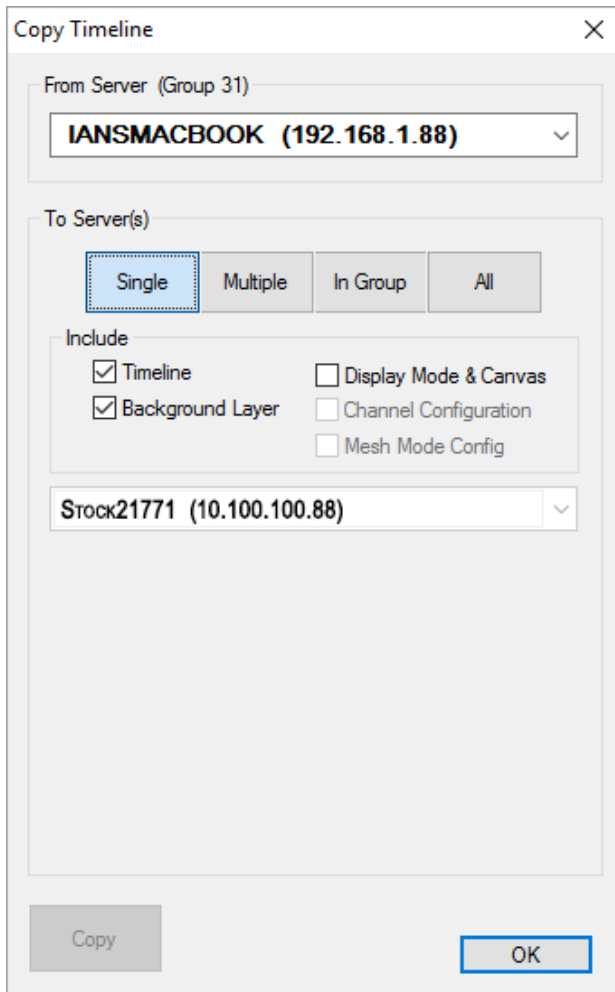 Copy Timeline
From Server (Group 31)
IANSMACBOOK (192.168.1.88)
To Server(s)
Single Multiple In Group All
Include
Timeline Display Mode & Canvas
Background Layer Channel Configuration
Mesh Mode Config
Stock21771 (10.100.100.88)
Copy
OK